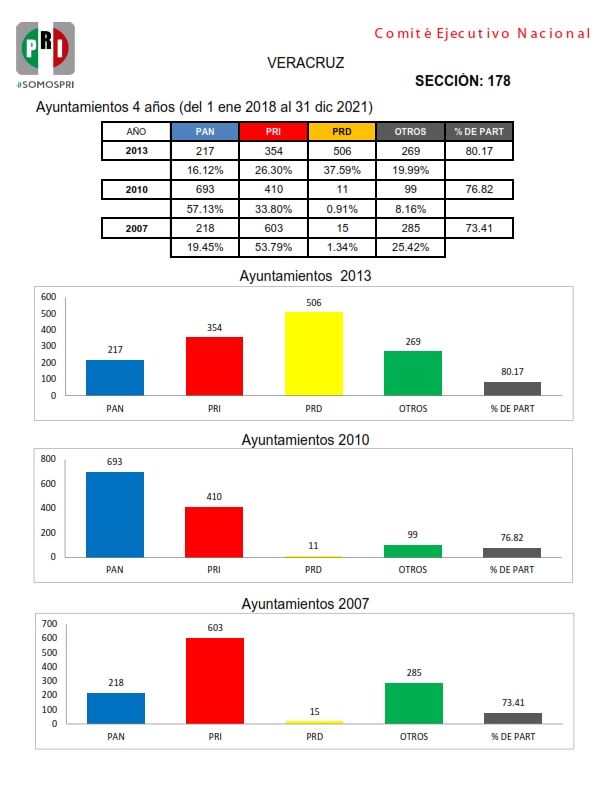 PRI
#SOMOSPRI
Comité Ejecutivo Nacional
VERACRUZ
SECCIÓN: 178
Ayuntamientos 4 años (del 1 ene 2018 al 31 dic 2021)
AÑO PAN PRI PRD OTROS % DE PART
2013 217 354 506 269 80.17
16.12% 26.30% 37.59% 19.99%
2010 693 410 11 99 76.82
57.13% 33.80% 0.91% 8.16%
2007 218 603 15 285 73.41
19.45% 53.79% 1.34% 25.42%
Ayuntamientos 2013
600
500
400
300
200
100
0
217 354 506 269 80.17
PAN PRI PRD OTROS % DE PART
Ayuntamientos 2010
800
600
400
200
0
693 410 11 99 76.82
PAN PRI PRD OTROS % DE PART
Ayuntamientos 2007
700
600
500
400
300
200
100
0
218 603 15 285 73.41
PAN PRI PRD OTROS % DE PART